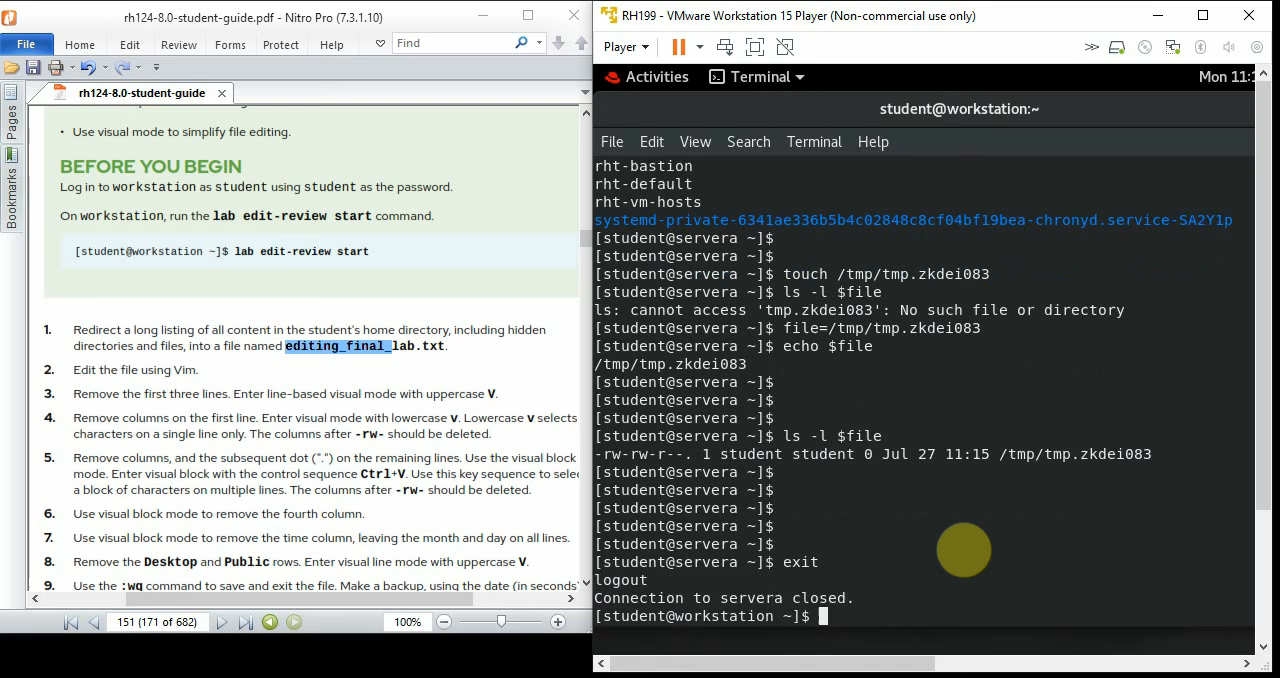 rh124-8.0-student-guide.pdf - Nitro Pro (7.3.1.10)
File Home Edit Review Forms Protect Help Find
rh124-8.0-student-guide
Pages
Bookmarks
• Use visual mode to simplify file editing.
BEFORE YOU BEGIN
Log in to workstation as student using student as the password.
On workstation, run the lab edit-review start command.
[student@workstation ~]$ lab edit-review start
1. Redirect a long listing of all content in the student's home directory, including hidden
directories and files, into a file named editing_final_lab.txt.
2. Edit the file using Vim.
3. Remove the first three lines. Enter line-based visual mode with uppercase V.
4. Remove columns on the first line. Enter visual mode with lowercase v. Lowercase v selects
characters on a single line only. The columns after -rw- should be deleted.
5. Remove columns, and the subsequent dot (".") on the remaining lines. Use the visual block
mode. Enter visual block with the control sequence Ctrl+V. Use this key sequence to selec
a block of characters on multiple lines. The columns after -rw- should be deleted.
6. Use visual block mode to remove the fourth column.
7. Use visual block mode to remove the time column, leaving the month and day on all lines.
8. Remove the Desktop and Public rows. Enter visual line mode with uppercase V.
9. Use the :wq command to save and exit the file. Make a backup, using the date (in seconds
151 (171 of 682) 100%
RH199 - VMware Workstation 15 Player (Non-commercial use only)
Player
Activities Terminal Mon 11:1
student@workstation:~
File Edit View Search Terminal Help
rht-bastion
rht-default
rht-vm-hosts
systemd-private-6341ae336b5b4c02848c8cf04bf19bea-chronyd.service-SA2Y1p
[student@servera ~]$
[student@servera ~]$
[student@servera ~]$ touch /tmp/tmp.zkdei083
[student@servera ~]$ ls -l $file
ls: cannot access 'tmp.zkdei083': No such file or directory
[student@servera ~]$ file=/tmp/tmp.zkdei083
[student@servera ~]$ echo $file
/tmp/tmp.zkdei083
[student@servera ~]$
[student@servera ~]$
[student@servera ~]$
[student@servera ~]$ ls -l $file
-rw-rw-r--. 1 student student 0 Jul 27 11:15 /tmp/tmp.zkdei083
[student@servera ~]$
[student@servera ~]$
[student@servera ~]$
[student@servera ~]$
[student@servera ~]$
[student@servera ~]$ exit
logout
Connection to servera closed.
[student@workstation ~]$